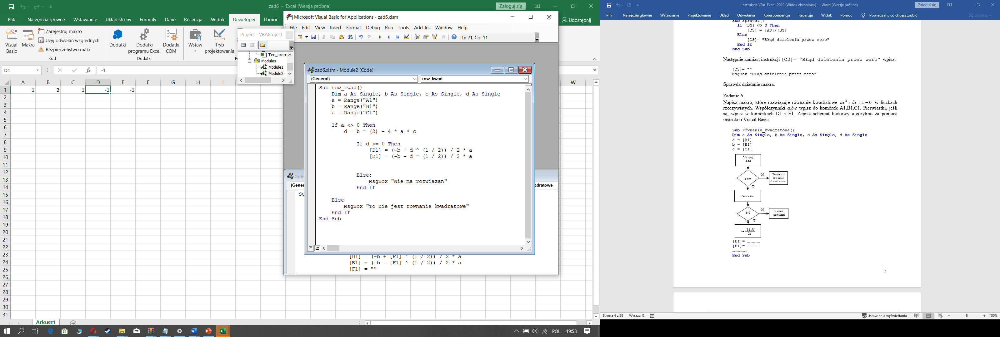 zad6 - Excel (Wersja próbna)
Zaloguj się
Plik Narzędzia główne Wstawianie Układ strony Formuły Dane Recenzja Widok Deweloper Pomoc
Udostępnij
Visual Basic
Makra
Zarejestruj makro
Użyj odwołań względnych
Bezpieczeństwo makr
Kod
Dodatki
Dodatki programu Excel
Dodatki COM
Dodatki
Wstaw
Tryb projektowania
D1
fx
-1
A B C D E F G H I W
1 1 2 1 -1 -1
2
3
4
5
6
7
8
9
10
11
12
13
14
15
16
17
18
19
20
21
22
23
24
25
26
27
28
29
30
31
Arkusz1
Project - VBAProject
Ten_skorc
Modules
Module1
Module2
Microsoft Visual Basic for Applications - zad6.xlsm
File Edit View Insert Format Debug Run Tools Add-Ins Window Help
Ln 21, Col 11
zad6.xlsm - Module2 (Code)
(General) row_kwad
Sub row_kwad()
Dim a As Single, b As Single, c As Single, d As Single
a = Range("A1")
b = Range("B1")
c = Range("C1")
If a <> 0 Then
d = b ^ (2) - 4 * a * c
If d >= 0 Then
[D1] = (-b + d ^ (1 / 2)) / 2 * a
[E1] = (-b - d ^ (1 / 2)) / 2 * a
Else:
MsgBox "Nie ma rozwiazan"
End If
Else
MsgBox "To nie jest rownanie kwadratowe"
End If
End Sub
zad6
(Gener
adratowe
Su
[D1] = (-b + [F1] ^ (1 / 2)) / 2 * a
[E1] = (-b - [F1] ^ (1 / 2)) / 2 * a
[F1] = ""
POL 19:53
Instrukcja VBA-Excel-2010 (Widok chroniony) - Word (Wersja próbna)
Zaloguj się
Plik Narzędzia główne Wstawianie Projektowanie Układ Odwołania Korespondencja Recenzja Widok Pomoc Powiedz mi, co chcesz zrobić
Udostępnij
Sub Sprawdz()
If [B3] <> 0 Then
[C3] = [A3]/[B3]
Else
[C3]= "Błąd dzielenia przez zero"
End If
End Sub
Następnie zamiast instrukcji [C3]= "Błąd dzielenia przez zero" wpisz:
[C3]= ""
MsgBox "Błąd dzielenia przez zero"
Sprawdź działanie makra.
Zadanie 6
Napisz makro, które rozwiązuje równanie kwadratowe ax² + bx + c = 0 w liczbach
rzeczywistych. Współczynniki a,b,c wpisz do komórek A1,B1,C1. Pierwiastki, jeśli
są, wpisz w komórkach D1 i E1. Zapisz schemat blokowy algorytmu za pomocą
instrukcji Visual Basic.
Sub równanie_kwadratowe()
Dim a As Single, b As Single, c As Single, d As Single
a = [A1]
b = [B1]
c = [C1]
Odczytaj:
a,b,c
a ≠ 0
N
To nie jest
równanie
kwadratowe
T
d = b² - 4ac
d≥0
N
Nie ma
rozwiązań
T
x = (-b ± √d) / 2a
[D1]= ...............
[E1]= ...............
..................
End Sub
5
Strona 4 z 38 Wyrazy: 0
Ustawienia wyświetlania
100%